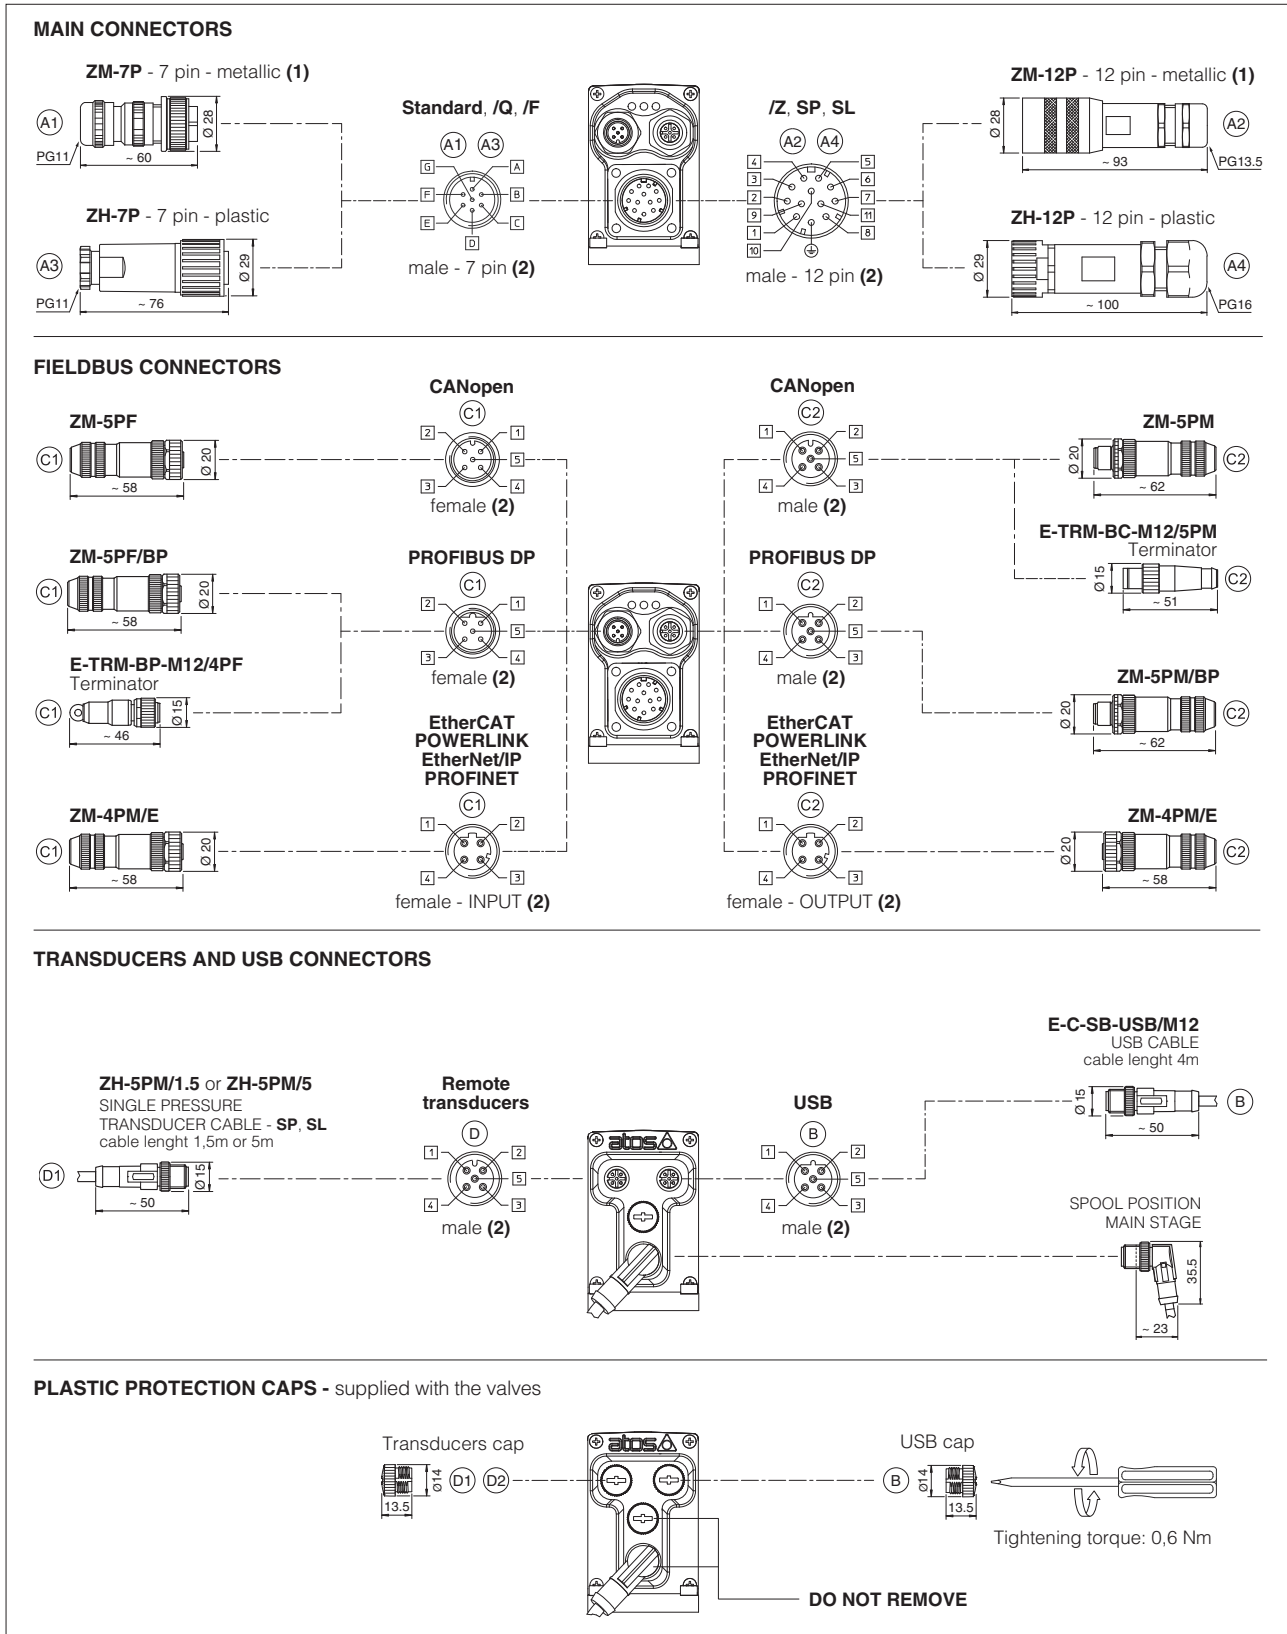 MAIN CONNECTORS
ZM-7P - 7 pin - metallic (1)
A1
PG11
~ 60
Ø 28
ZH-7P - 7 pin - plastic
A3
PG11
~ 76
Ø 29
Standard, /Q, /F
A1 A3
G A
F B
E C
D
male - 7 pin (2)
/Z, SP, SL
A2 A4
4 5
3 6
2 7
9 11
1 8
10
male - 12 pin (2)
ZM-12P - 12 pin - metallic (1)
Ø 28
A2
~ 93
PG13.5
ZH-12P - 12 pin - plastic
Ø 29
A4
~ 100
PG16
FIELDBUS CONNECTORS
ZM-5PF
C1
Ø 20
~ 58
CANopen
C1
2 1
5
3 4
female (2)
CANopen
C2
1 2
5
4 3
male (2)
ZM-5PM
Ø 20
C2
~ 62
E-TRM-BC-M12/5PM
Terminator
Ø 15
C2
~ 51
ZM-5PF/BP
C1
Ø 20
~ 58
E-TRM-BP-M12/4PF
Terminator
C1
Ø 15
~ 46
PROFIBUS DP
C1
2 1
5
3 4
female (2)
PROFIBUS DP
C2
1 2
5
4 3
male (2)
ZM-5PM/BP
Ø 20
C2
~ 62
ZM-4PM/E
C1
Ø 20
~ 58
EtherCAT
POWERLINK
EtherNet/IP
PROFINET
C1
1 2
4 3
female - INPUT (2)
EtherCAT
POWERLINK
EtherNet/IP
PROFINET
C2
1 2
4 3
female - OUTPUT (2)
ZM-4PM/E
Ø 20
C2
~ 58
TRANSDUCERS AND USB CONNECTORS
ZH-5PM/1.5 or ZH-5PM/5
SINGLE PRESSURE
TRANSDUCER CABLE - SP, SL
cable lenght 1,5m or 5m
D1
Ø 15
~ 50
Remote
transducers
D
1 2
5
4 3
male (2)
atos
USB
B
1 2
5
4 3
male (2)
E-C-SB-USB/M12
USB CABLE
cable lenght 4m
Ø 15
B
~ 50
SPOOL POSITION
MAIN STAGE
35.5
~ 23
PLASTIC PROTECTION CAPS - supplied with the valves
Transducers cap
Ø14
13.5
D1 D2
atos
USB cap
B
Ø14
13.5
Tightening torque: 0,6 Nm
DO NOT REMOVE